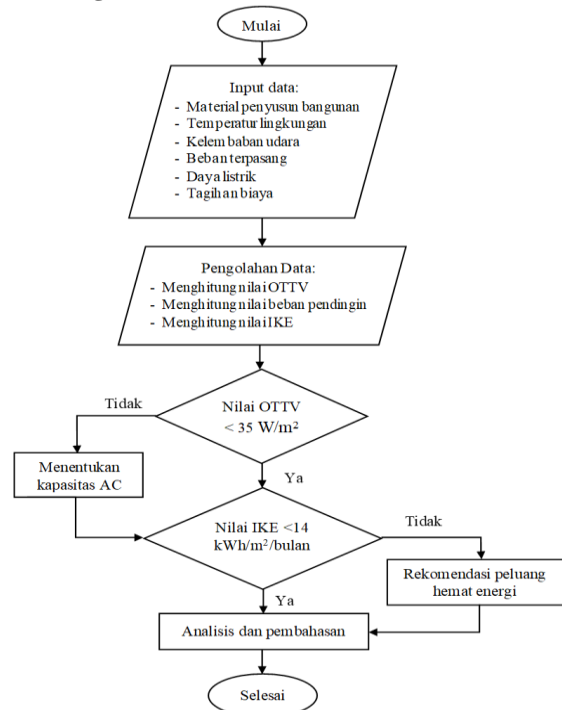 Mulai
Input data:
- Material penyusun bangunan
- Temperatur lingkungan
- Kelem baban udara
- Beban terpasang
- Daya listrik
- Tagihan biaya
Pengolahan Data:
- Menghitung nilai OTTV
- Menghitung nilai beban pendingin
- Menghitung nilai IKE
Tidak
Nilai OTTV
< 35 W/m²
Menentukan
kapasitas AC
Ya
Nilai IKE <14
kWh/m²/bulan
Tidak
Rekomendasi peluang
hemat energi
Ya
Analisis dan pembahasan
Selesai